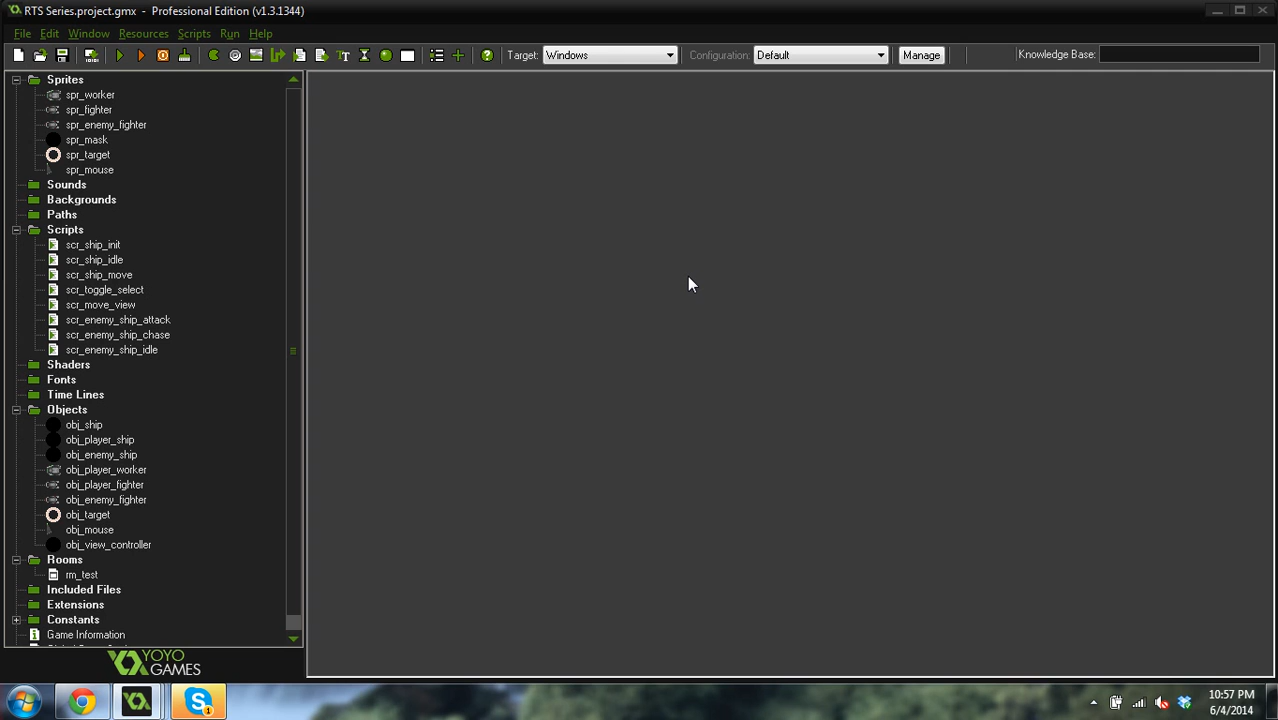 RTS Series.project.gmx - Professional Edition (v1.3.1344)
File Edit Window Resources Scripts Run Help
Target: Windows Configuration: Default Manage Knowledge Base:
Sprites
spr_worker
spr_fighter
spr_enemy_fighter
spr_mask
spr_target
spr_mouse
Sounds
Backgrounds
Paths
Scripts
scr_ship_init
scr_ship_idle
scr_ship_move
scr_toggle_select
scr_move_view
scr_enemy_ship_attack
scr_enemy_ship_chase
scr_enemy_ship_idle
Shaders
Fonts
Time Lines
Objects
obj_ship
obj_player_ship
obj_enemy_ship
obj_player_worker
obj_player_fighter
obj_enemy_fighter
obj_target
obj_mouse
obj_view_controller
Rooms
rm_test
Included Files
Extensions
Constants
Game Information
YOYO
GAMES
10:57 PM
6/4/2014